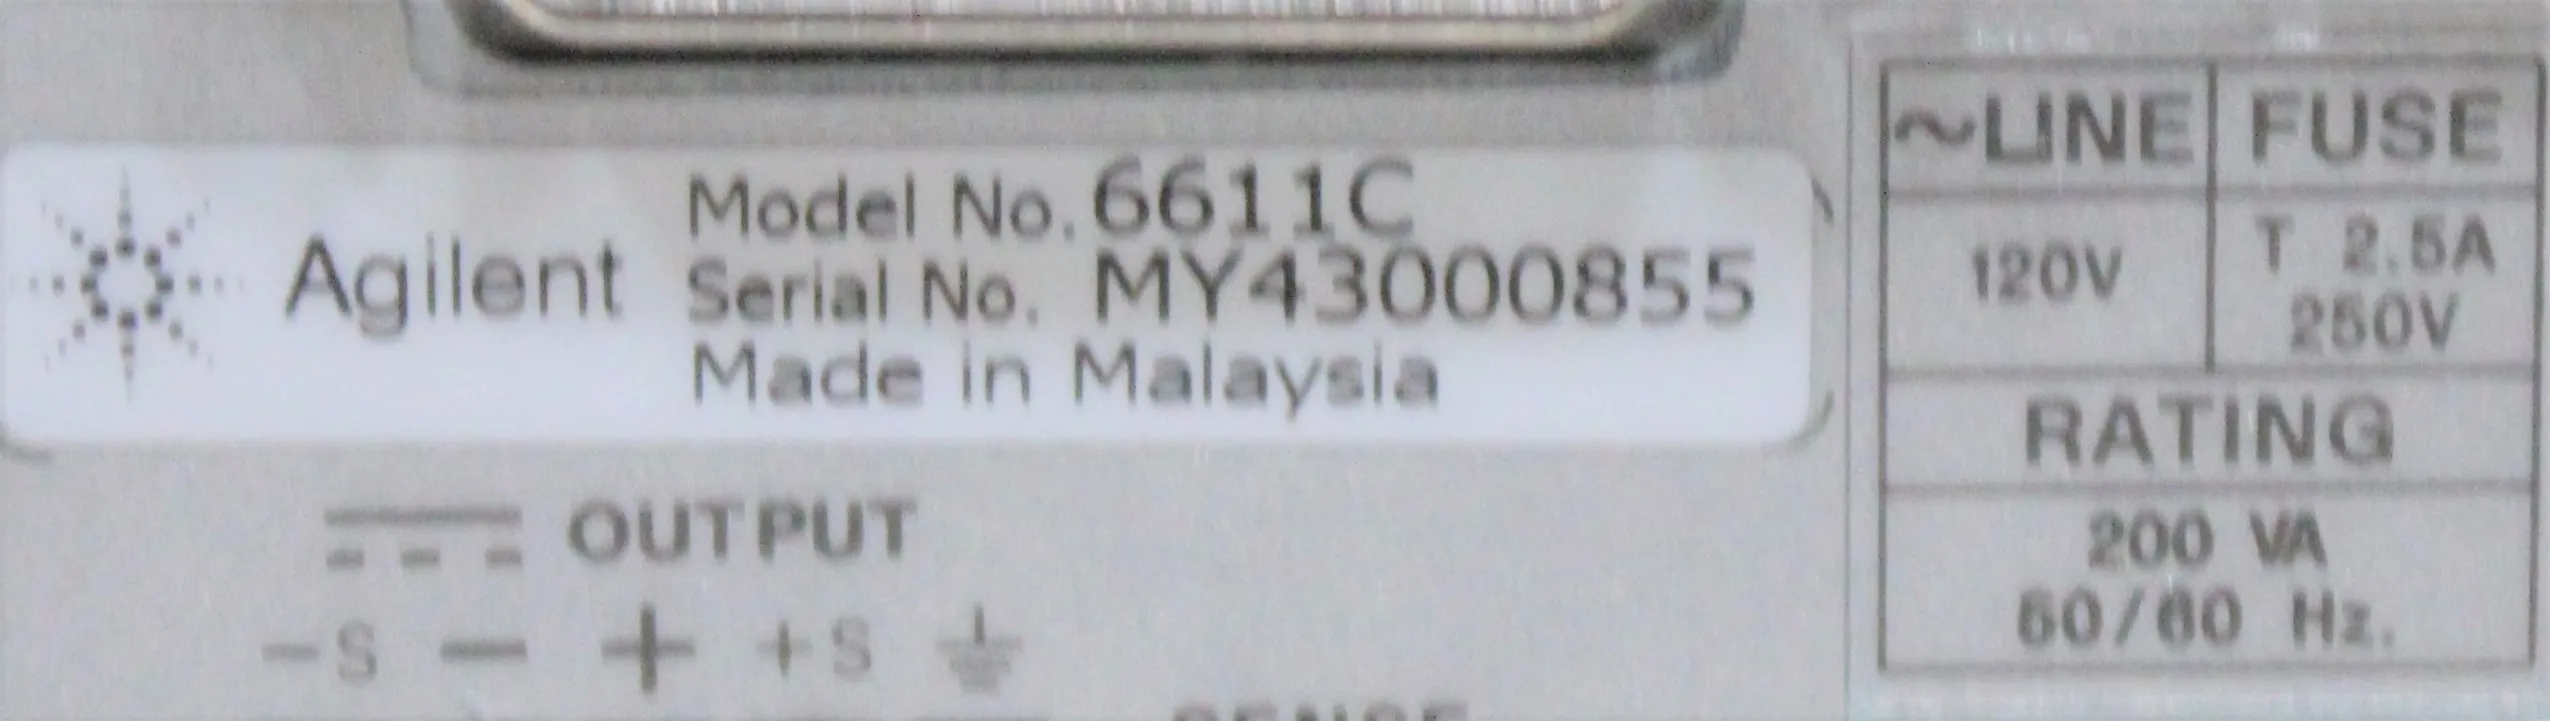 Agilent
Model No. 6611C
Serial No. MY43000855
Made in Malaysia
OUTPUT
-S - + +S
~LINE FUSE
120V T 2.5A
250V
RATING
200 VA
50/60 Hz.
SENSE